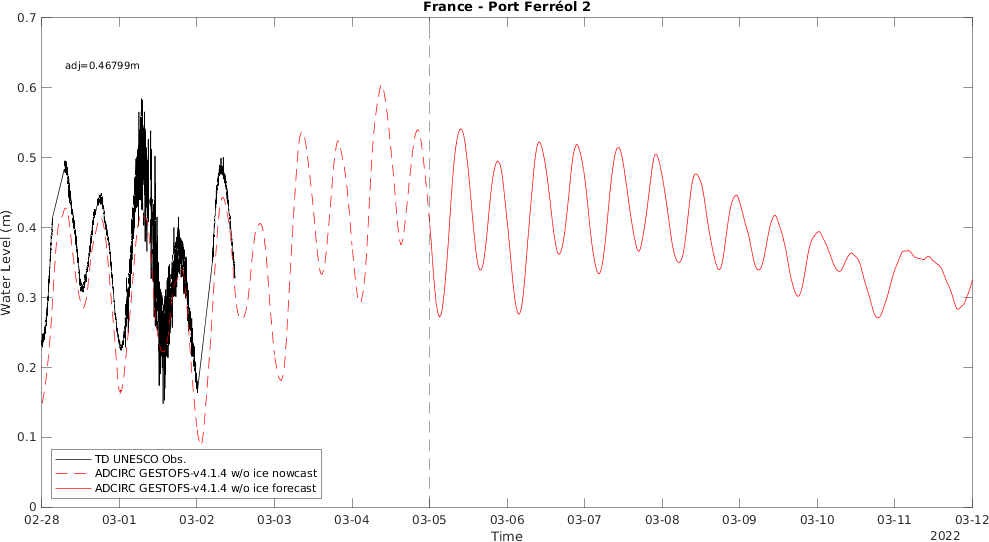 France - Port Ferréol 2
adj=0.46799m
Water Level (m)
0.7
0.6
0.5
0.4
0.3
0.2
0.1
0
TD UNESCO Obs.
ADCIRC GESTOFS-v4.1.4 w/o ice nowcast
ADCIRC GESTOFS-v4.1.4 w/o ice forecast
02-28 03-01 03-02 03-03 03-04 03-05 03-06 03-07 03-08 03-09 03-10 03-11 03-12
Time
2022